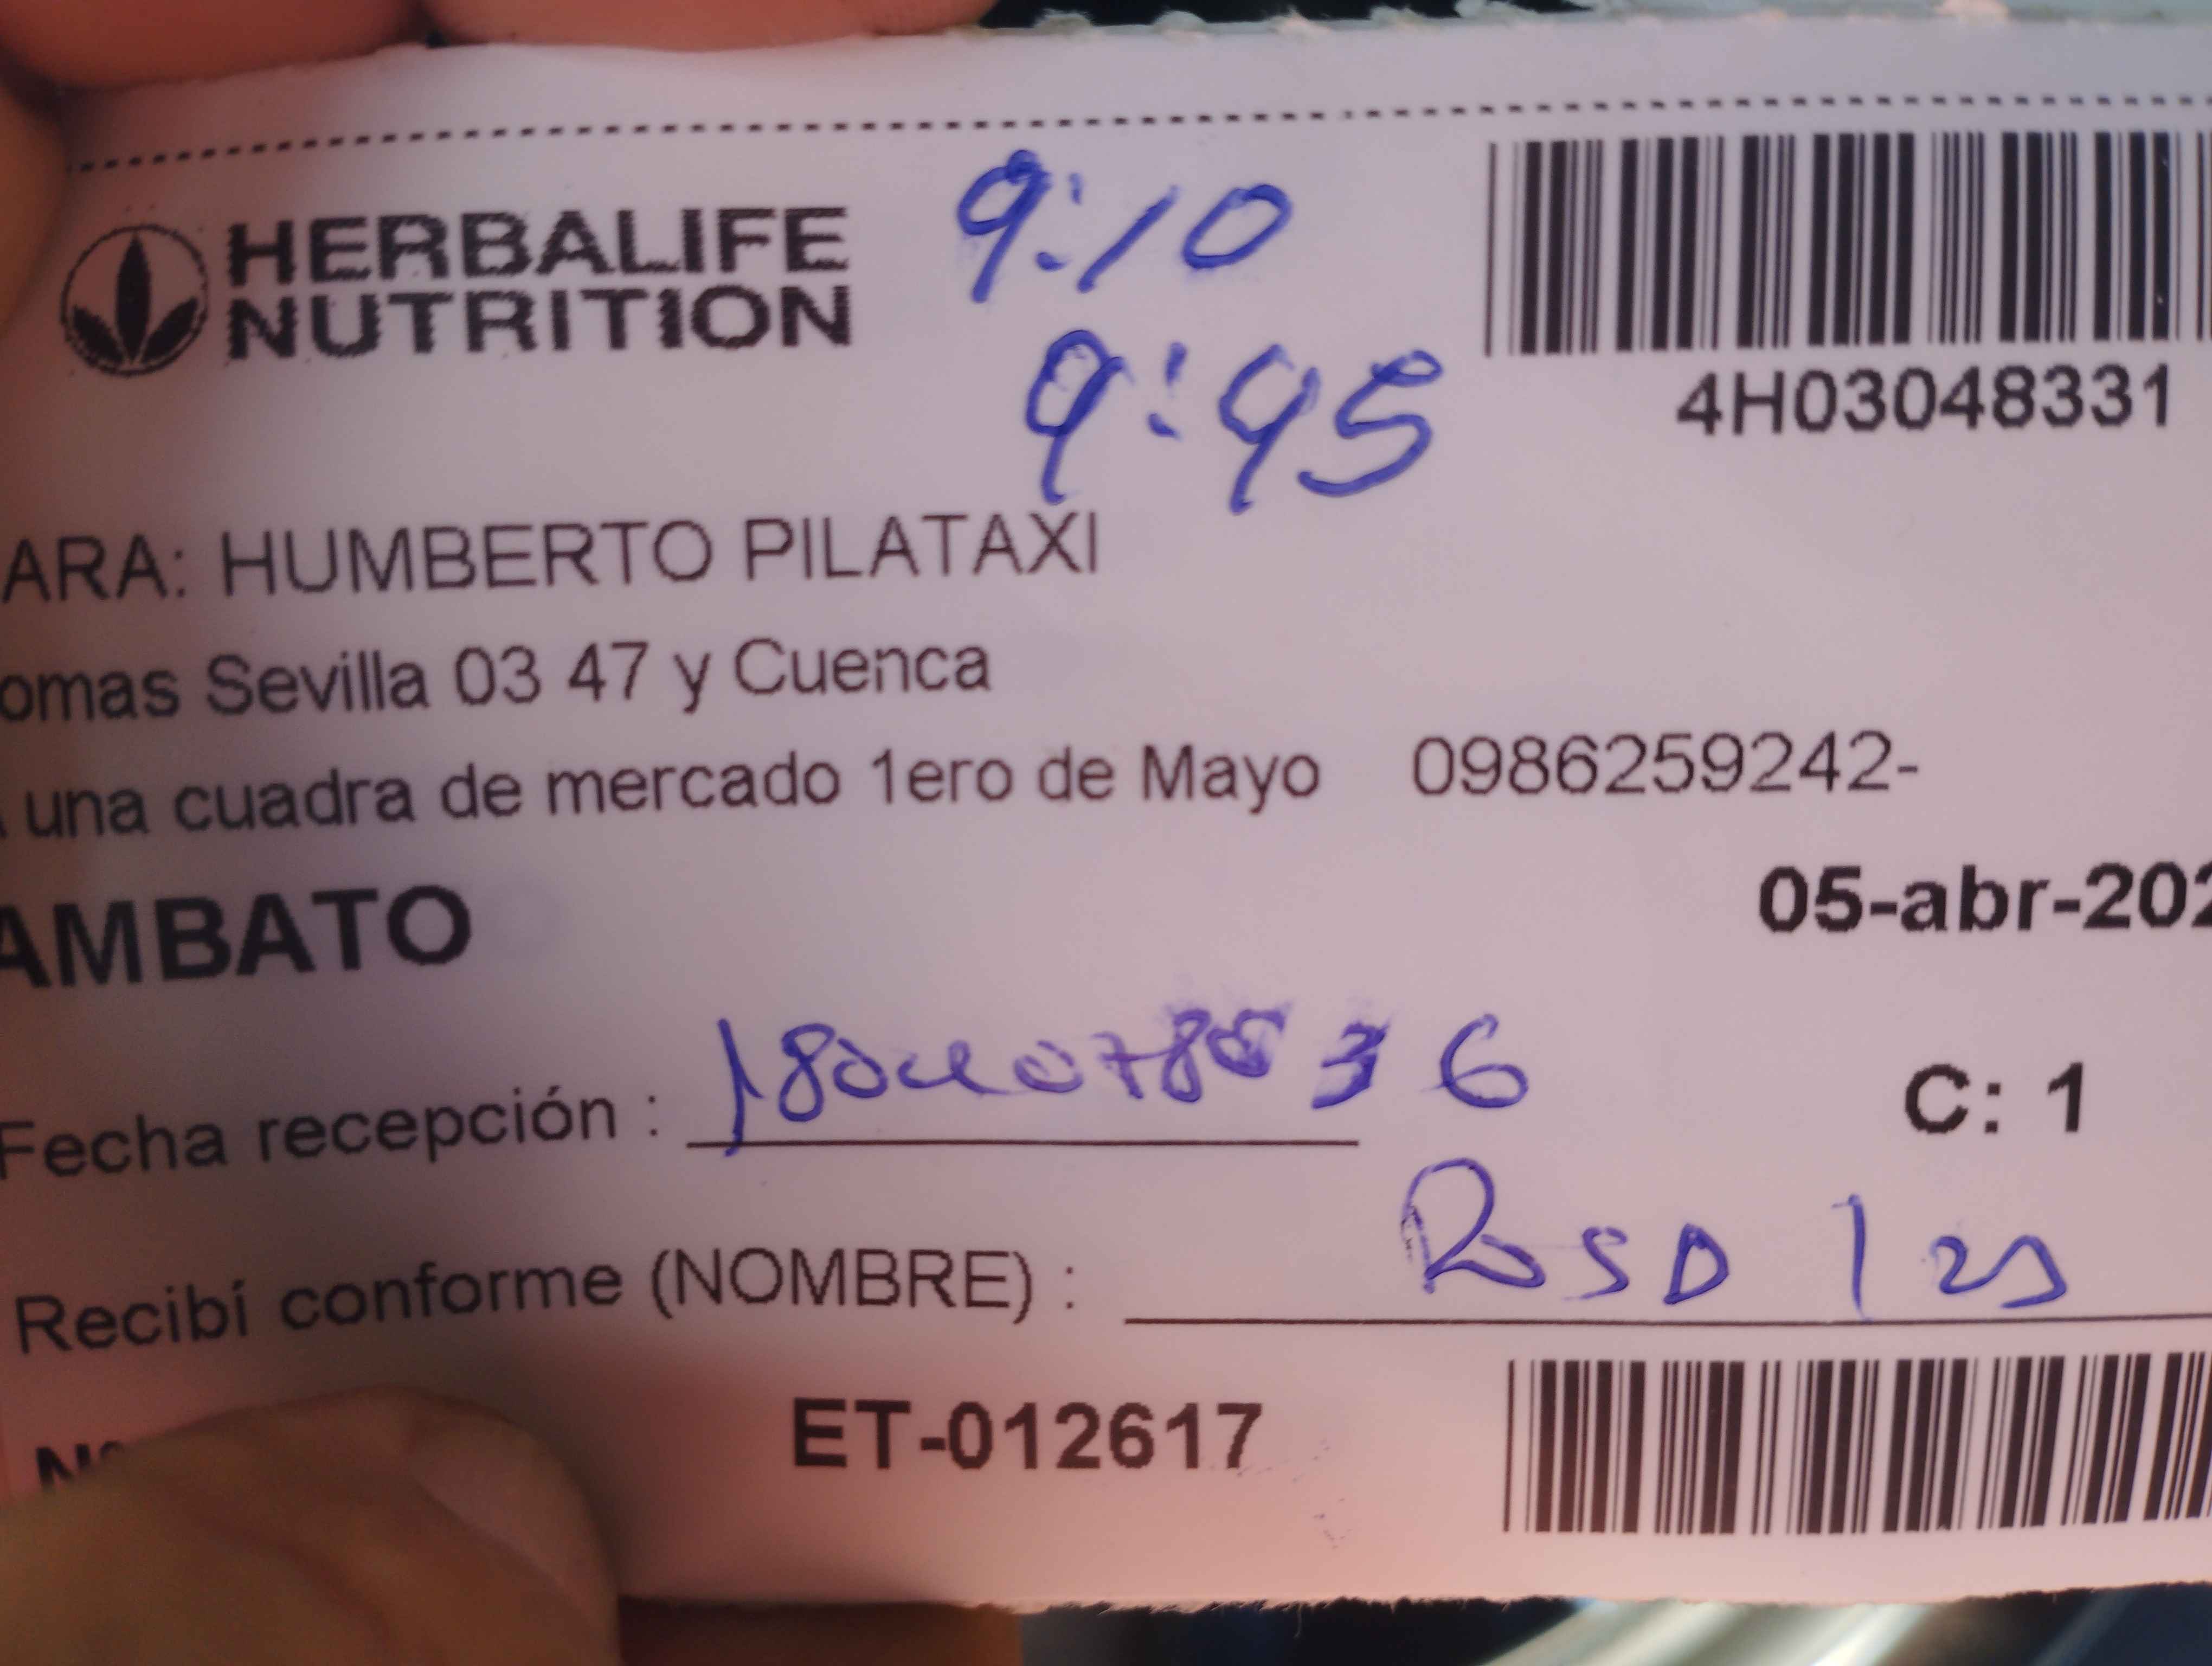 HERBALIFE
NUTRITION
9:10
9:45
4H03048331
ARA: HUMBERTO PILATAXI
omas Sevilla 03 47 y Cuenca
una cuadra de mercado 1ero de Mayo 0986259242-
AMBATO
05-abr-202
Fecha recepción :
C: 1
Recibí conforme (NOMBRE) :
ET-012617